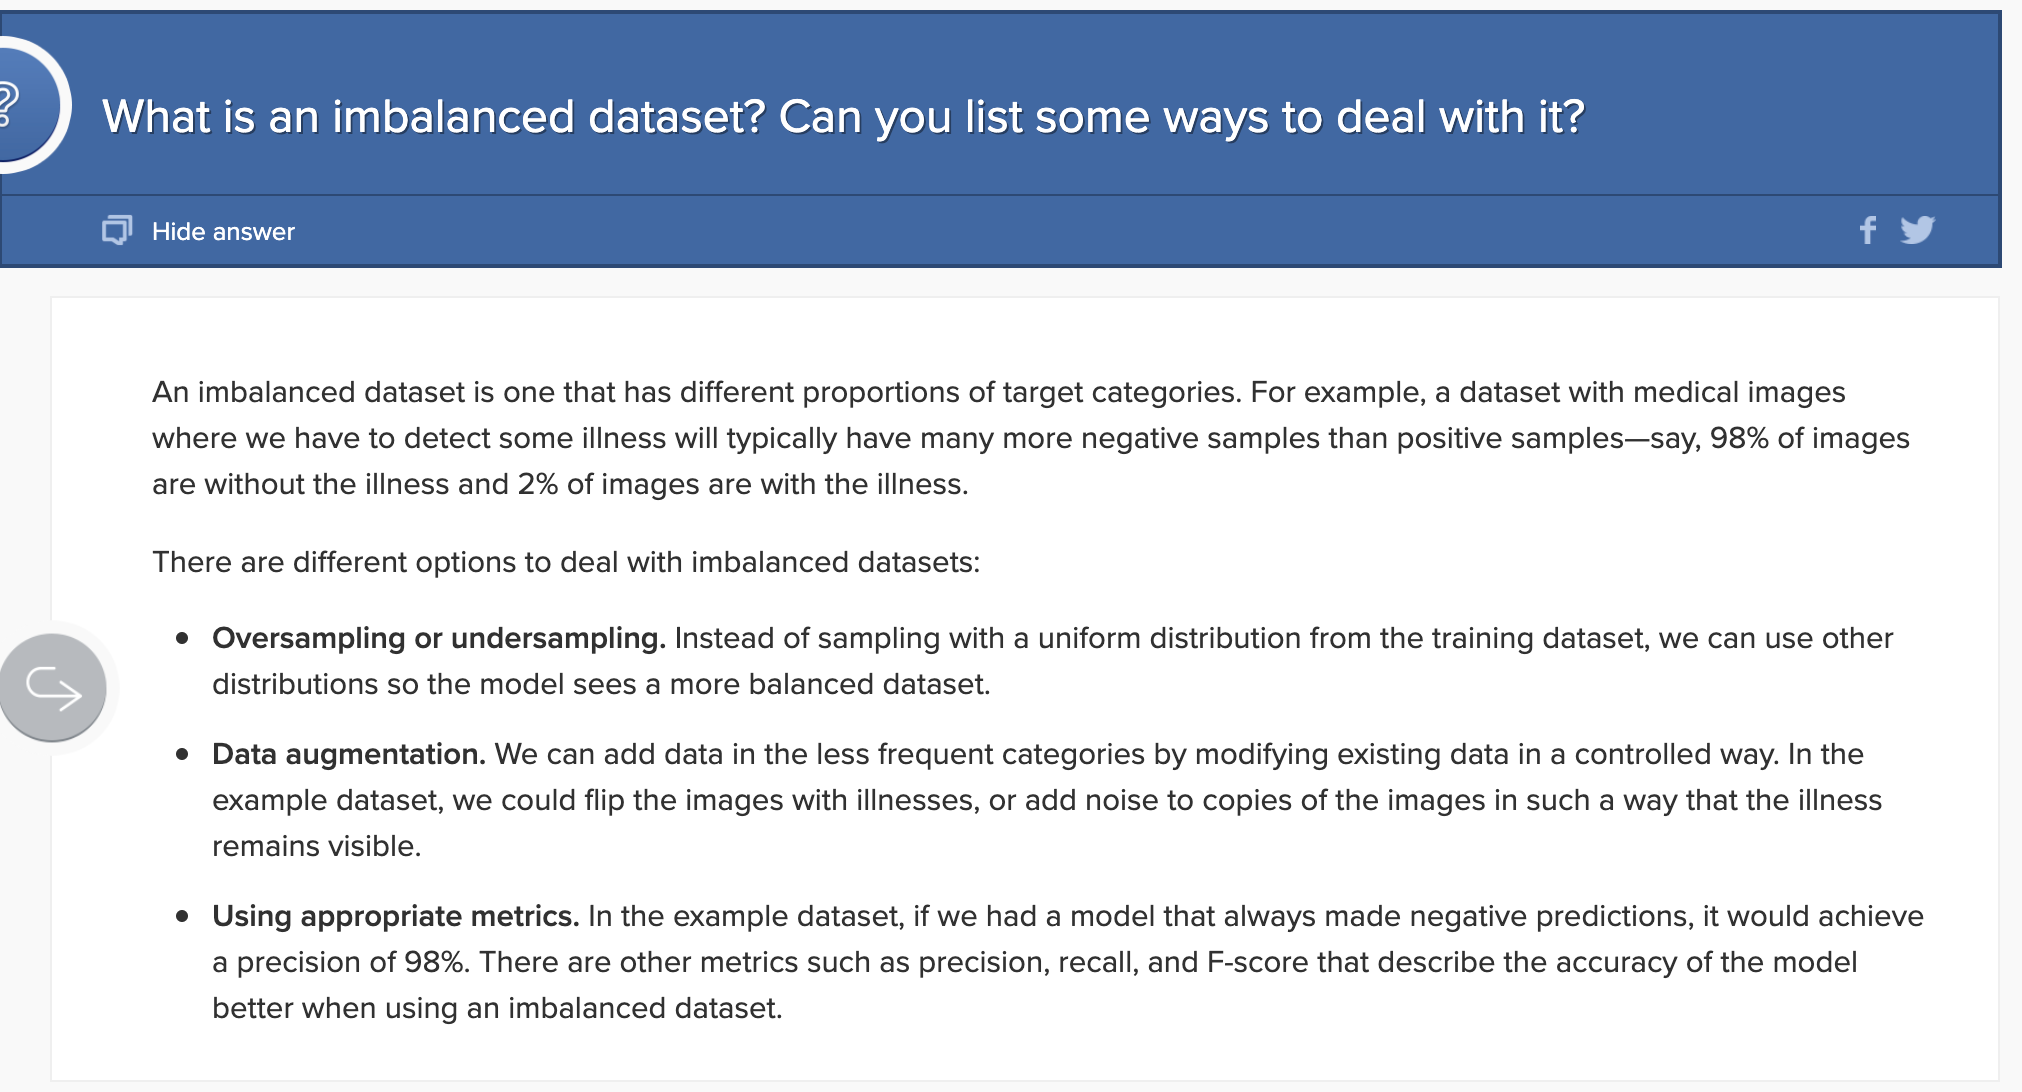 ?
What is an imbalanced dataset? Can you list some ways to deal with it?
Hide answer
An imbalanced dataset is one that has different proportions of target categories. For example, a dataset with medical images
where we have to detect some illness will typically have many more negative samples than positive samples—say, 98% of images
are without the illness and 2% of images are with the illness.
There are different options to deal with imbalanced datasets:
• Oversampling or undersampling. Instead of sampling with a uniform distribution from the training dataset, we can use other
distributions so the model sees a more balanced dataset.
• Data augmentation. We can add data in the less frequent categories by modifying existing data in a controlled way. In the
example dataset, we could flip the images with illnesses, or add noise to copies of the images in such a way that the illness
remains visible.
• Using appropriate metrics. In the example dataset, if we had a model that always made negative predictions, it would achieve
a precision of 98%. There are other metrics such as precision, recall, and F-score that describe the accuracy of the model
better when using an imbalanced dataset.